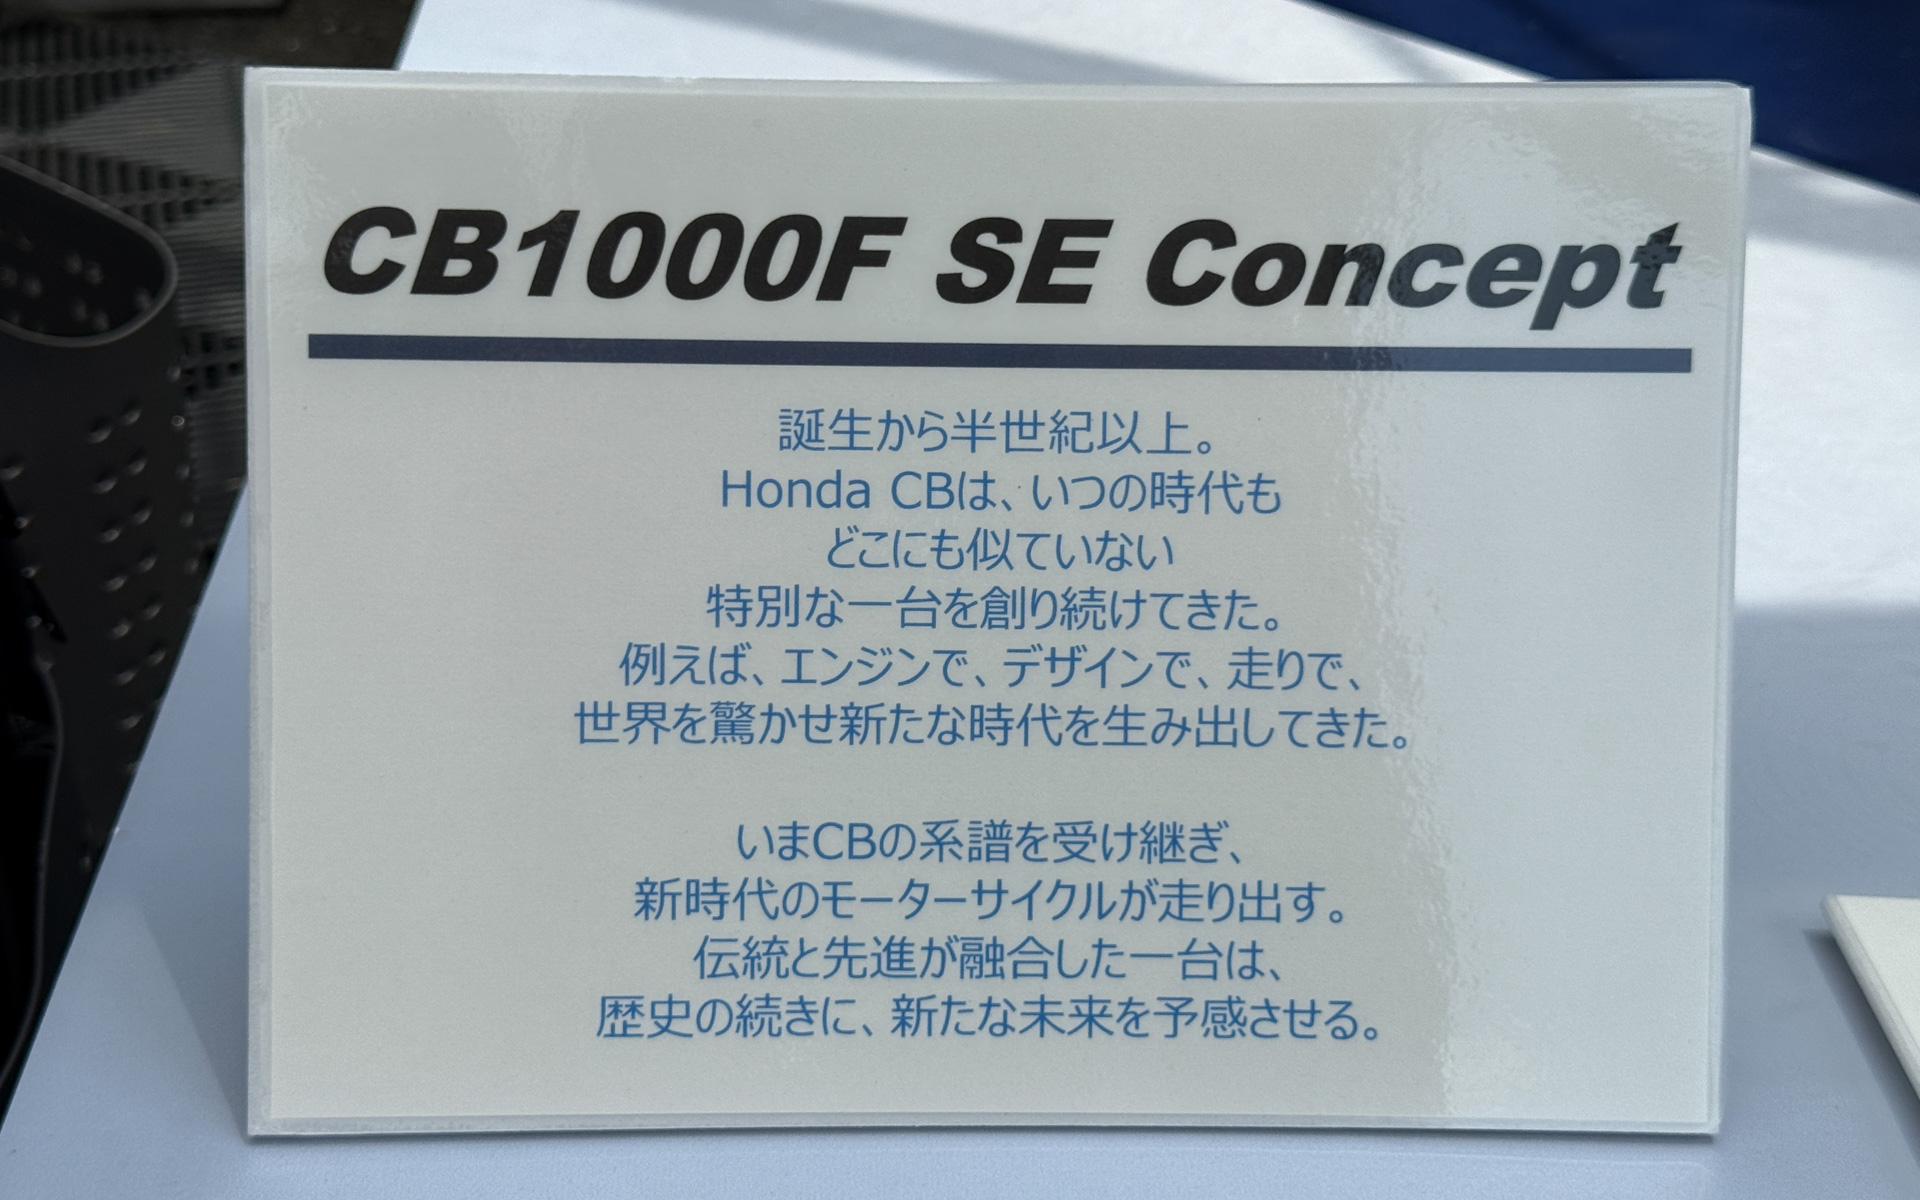 CB1000F SE Concept
誕生から半世紀以上。
Honda CBは、いつの時代も
どこにも似ていない
特別な一台を創り続けてきた。
例えば、エンジンで、デザインで、走りで、
世界を驚かせ新たな時代を生み出してきた。
いまCBの系譜を受け継ぎ、
新時代のモーターサイクルが走り出す。
伝統と先進が融合した一台は、
歴史の続きに、新たな未来を予感させる。